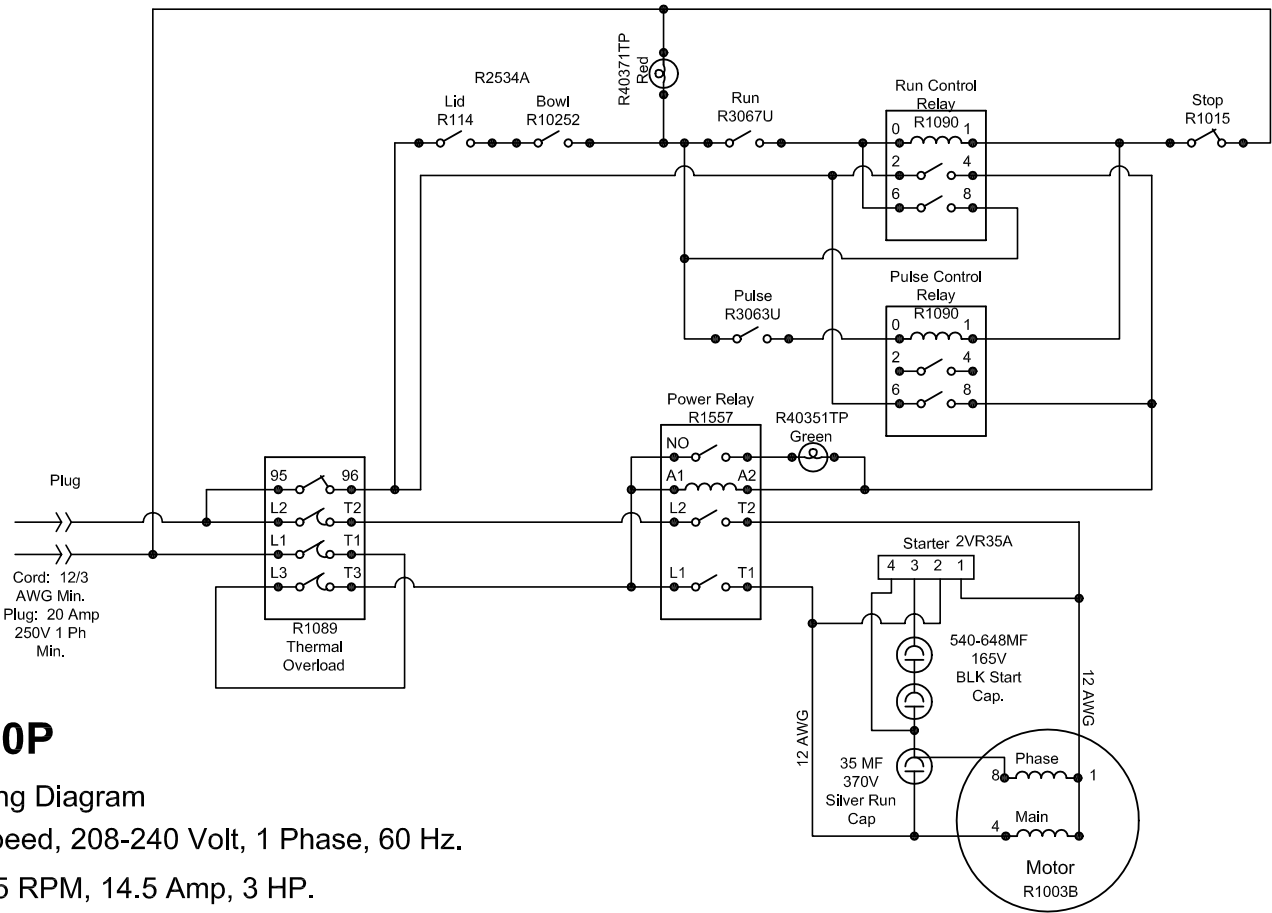 R40371TP
Red
R2534A
Lid
R114
Bowl
R10252
Run
R3067U
Run Control
Relay
R1090
0 1
2 4
6 8
Stop
R1015
Pulse
R3063U
Pulse Control
Relay
R1090
0 1
2 4
6 8
Power Relay
R1557
NO
A1 A2
L2 T2
L1 T1
R40351TP
Green
Plug
95 96
L2 T2
L1 T1
L3 T3
R1089
Thermal
Overload
Cord: 12/3
AWG Min.
Plug: 20 Amp
250V 1 Ph
Min.
Starter 2VR35A
4 3 2 1
540-648MF
165V
BLK Start
Cap.
12 AWG
12 AWG
35 MF
370V
Silver Run
Cap
Phase
8 1
Main
4
Motor
R1003B
0P
ng Diagram
peed, 208-240 Volt, 1 Phase, 60 Hz.
5 RPM, 14.5 Amp, 3 HP.